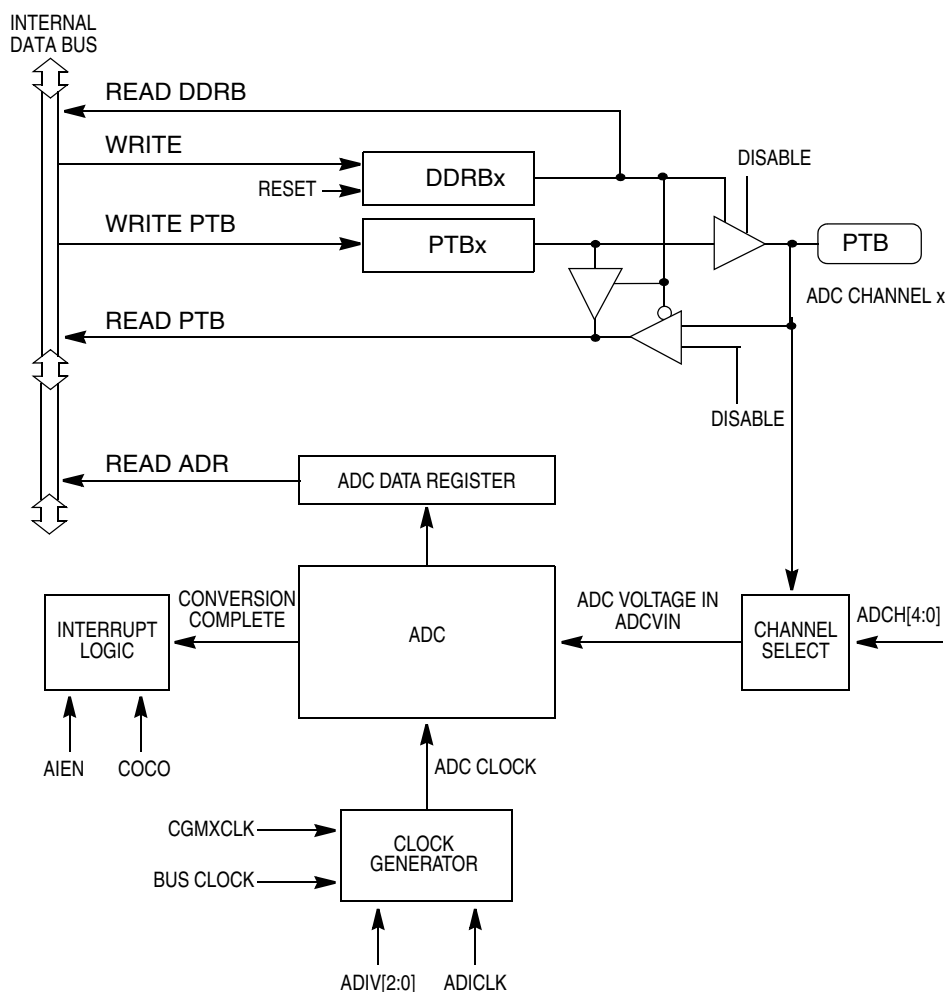 INTERNAL
DATA BUS
READ DDRB
WRITE
RESET
DDRBx
DISABLE
WRITE PTB
PTBx
PTB
ADC CHANNEL x
READ PTB
DISABLE
READ ADR
ADC DATA REGISTER
INTERRUPT
LOGIC
CONVERSION
COMPLETE
ADC
ADC VOLTAGE IN
ADCVIN
CHANNEL
SELECT
ADCH[4:0]
AIEN
COCO
ADC CLOCK
CGMXCLK
BUS CLOCK
CLOCK
GENERATOR
ADIV[2:0]
ADICLK